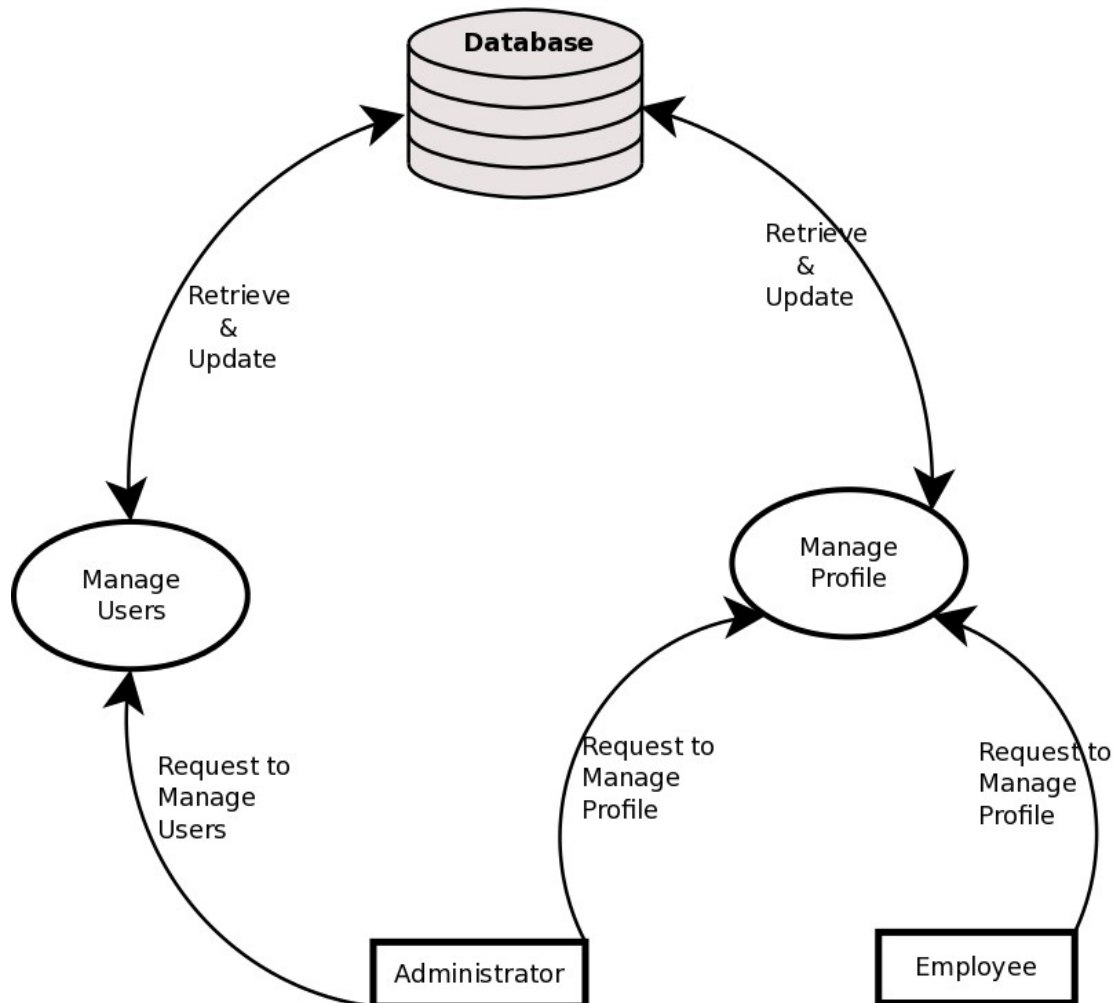 Database
Retrieve
&
Update
Retrieve
&
Update
Manage
Users
Manage
Profile
Request to
Manage
Users
Request to
Manage
Profile
Request to
Manage
Profile
Administrator
Employee